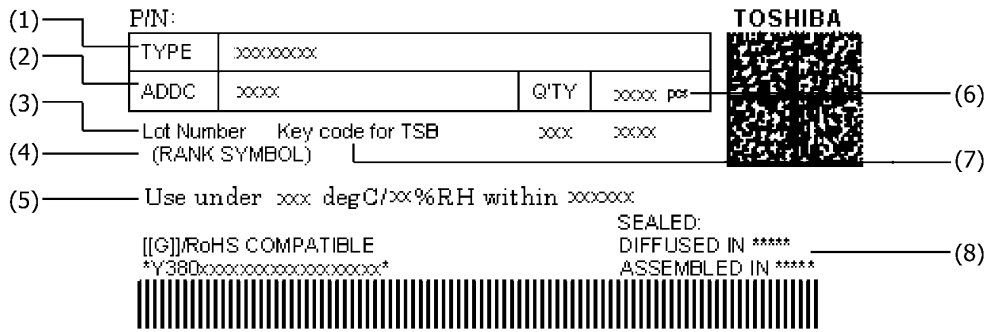 (1) P/N: TOSHIBA
TYPE xxxxxxxx
(2)
ADDC xxxx Q'TY xxxx pcs (6)
(3) Lot Number Key code for TSB xxx xxxx
(4) (RANK SYMBOL) (7)
(5) Use under xxx degC/xx%RH within xxxxxx
SEALED:
[[G]]/RoHS COMPATIBLE DIFFUSED IN ***** (8)
*Y380xxxxxxxxxxxxxxxxxx* ASSEMBLED IN *****